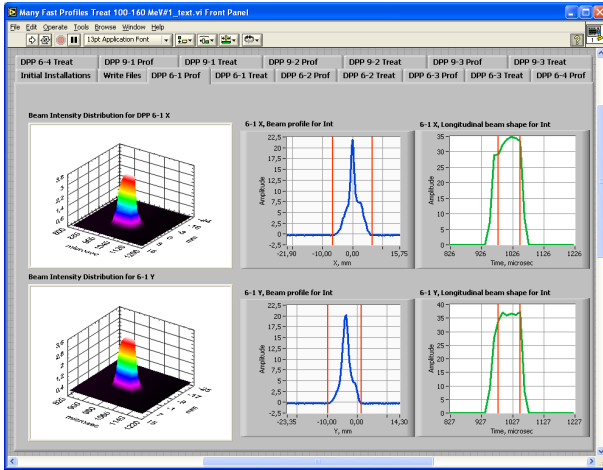 Many Fast Profiles Treat 100-160 MeV#1_text.vi Front Panel
File Edit Operate Tools Browse Window Help
13pt Application Font
DPP 6-4 Treat DPP 9-1 Prof DPP 9-1 Treat DPP 9-2 Prof DPP 9-2 Treat DPP 9-3 Prof DPP 9-3 Treat
Initial Installations Write Files DPP 6-1 Prof DPP 6-1 Treat DPP 6-2 Prof DPP 6-2 Treat DPP 6-3 Prof DPP 6-3 Treat DPP 6-4 Prof
Beam Intensity Distribution for DPP 6-1 X
microsec
mm
6-1 X, Beam profile for Int
Amplitude
22,5
20
17,5
15
12,5
10
7,5
5
2,5
0
-2,5
-21,90 -10,00 0,00 15,75
X, mm
6-1 X, Longitudinal beam shape for Int
Amplitude
35
30
25
20
15
10
5
0
826 926 1026 1126 1226
Time, microsec
Beam Intensity Distribution for 6-1 Y
microsec
mm
6-1 Y, Beam profile for Int
Amplitude
22,5
20
17,5
15
12,5
10
7,5
5
2,5
0
-2,5
-23,35 -10,00 0,00 14,30
Y, mm
6-1 Y, Longitudinal beam shape for Int
Amplitude
40
35
30
25
20
15
10
5
0
826 926 1026 1126 1226
Time, microsec